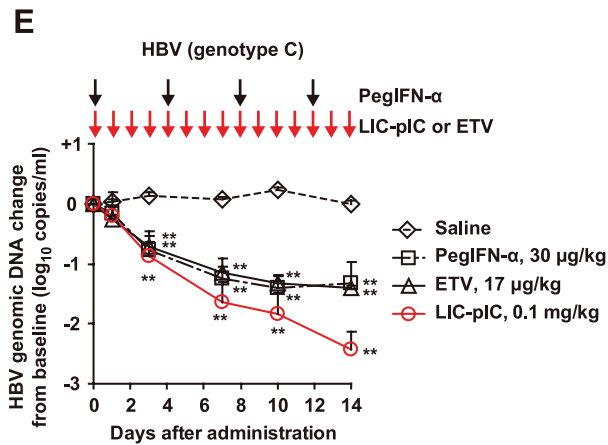 E
HBV (genotype C)
PegIFN-α
LIC-pIC or ETV
HBV genomic DNA change
from baseline (log10 copies/ml)
+1
0
-1
-2
-3
** ** ** ** ** ** ** ** ** ** ** **
Saline
PegIFN-α, 30 μg/kg
ETV, 17 μg/kg
LIC-pIC, 0.1 mg/kg
0 2 4 6 8 10 12 14
Days after administration